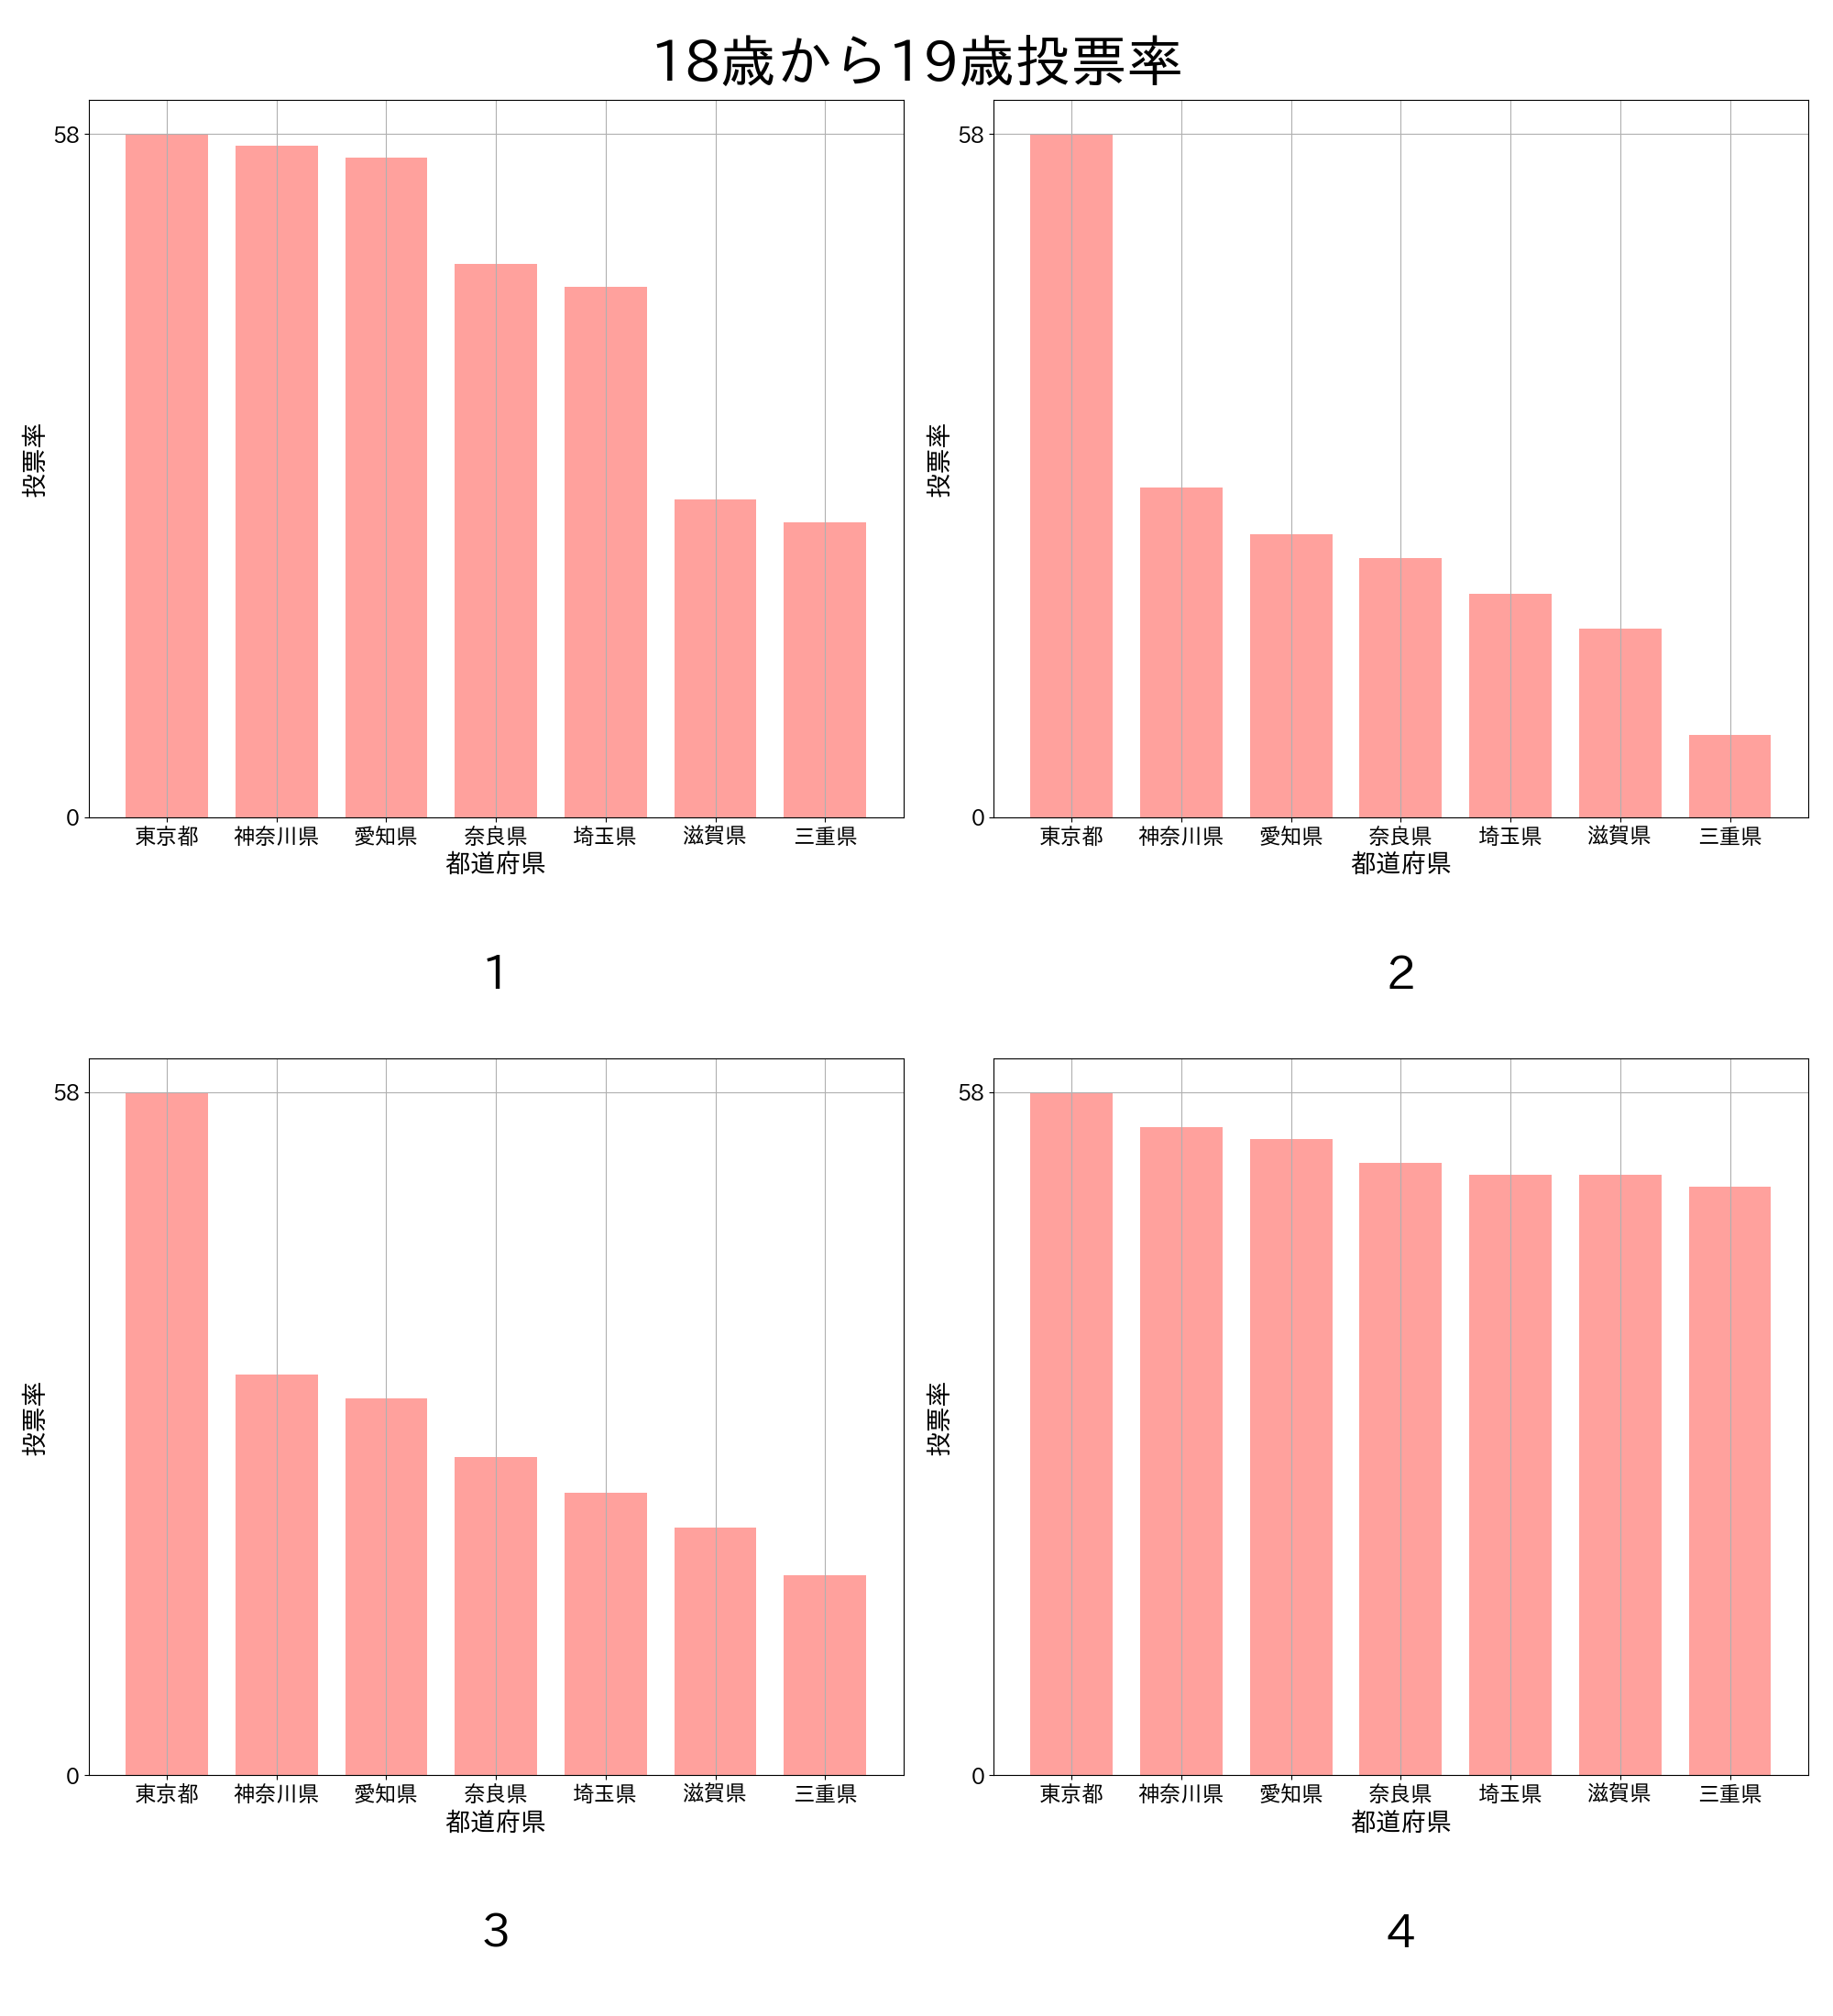 18歳から19歳投票率
58
0
投票率
東京都 神奈川県 愛知県 奈良県 埼玉県 滋賀県 三重県
都道府県
1
58
0
投票率
東京都 神奈川県 愛知県 奈良県 埼玉県 滋賀県 三重県
都道府県
2
58
0
投票率
東京都 神奈川県 愛知県 奈良県 埼玉県 滋賀県 三重県
都道府県
3
58
0
投票率
東京都 神奈川県 愛知県 奈良県 埼玉県 滋賀県 三重県
都道府県
4